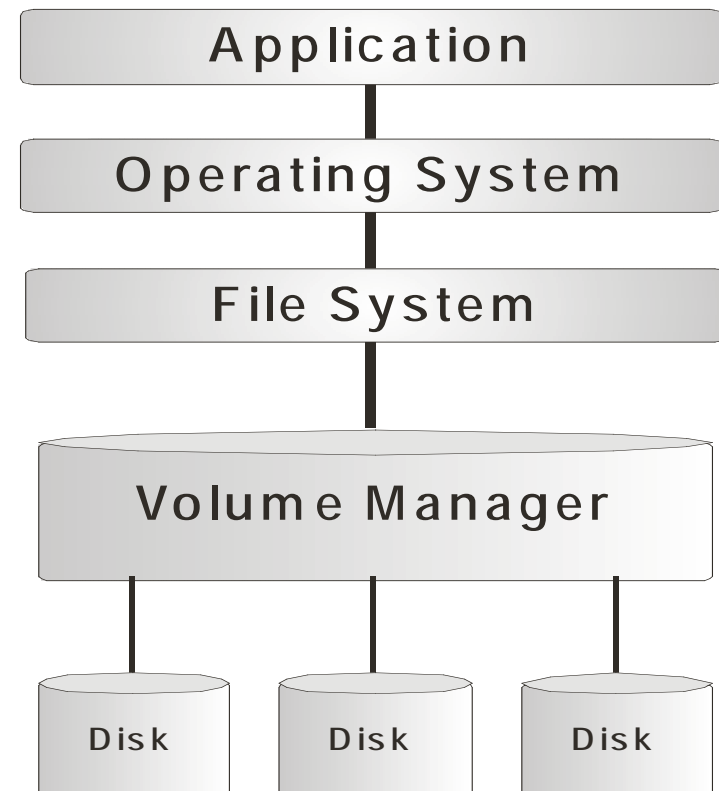 Application
Operating System
File System
Volume Manager
Disk Disk Disk